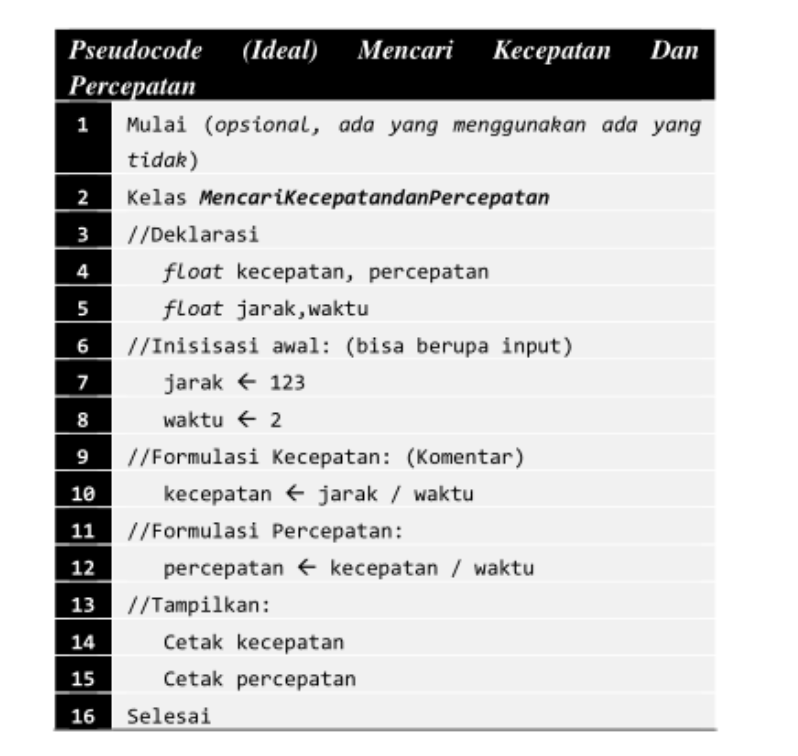 Pseudocode (Ideal) Mencari Kecepatan Dan
Percepatan
1 Mulai (opsional, ada yang menggunakan ada yang
tidak)
2 Kelas MencariKecepatandanPercepatan
3 //Deklarasi
4 float kecepatan, percepatan
5 float jarak,waktu
6 //Inisisasi awal: (bisa berupa input)
7 jarak ← 123
8 waktu ← 2
9 //Formulasi Kecepatan: (Komentar)
10 kecepatan ← jarak / waktu
11 //Formulasi Percepatan:
12 percepatan ← kecepatan / waktu
13 //Tampilkan:
14 Cetak kecepatan
15 Cetak percepatan
16 Selesai